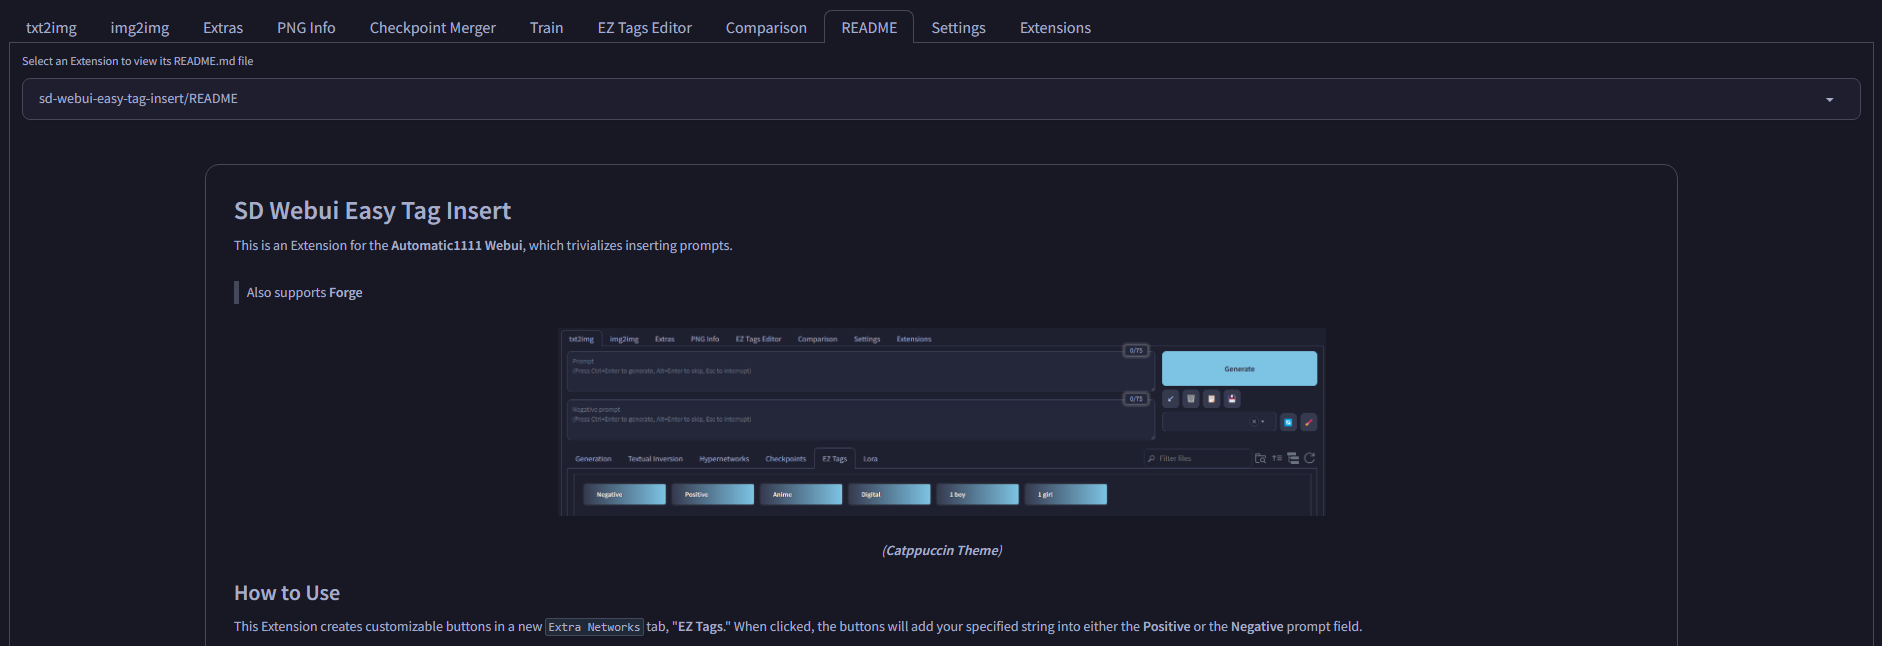 txt2img img2img Extras PNG Info Checkpoint Merger Train EZ Tags Editor Comparison README Settings Extensions
Select an Extension to view its README.md file
sd-webui-easy-tag-insert/README
SD Webui Easy Tag Insert
This is an Extension for the Automatic1111 Webui, which trivializes inserting prompts.
Also supports Forge
txt2img img2img Extras PNG Info EZ Tags Editor Comparison Settings Extensions
0/75
Prompt
(Press Ctrl+Enter to generate, Alt+Enter to skip, Esc to interrupt)
Generate
0/75
Negative prompt
(Press Ctrl+Enter to generate, Alt+Enter to skip, Esc to interrupt)
Generation Textual Inversion Hypernetworks Checkpoints EZ Tags Lora Filter files
Negative Positive Anime Digital 1 boy 1 girl
(Catppuccin Theme)
How to Use
This Extension creates customizable buttons in a new Extra Networks tab, "EZ Tags." When clicked, the buttons will add your specified string into either the Positive or the Negative prompt field.